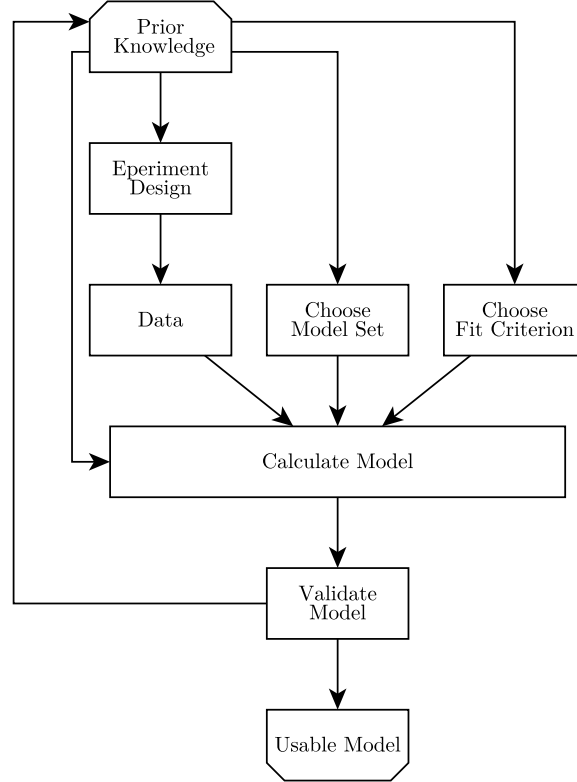 Prior
Knowledge
Eperiment
Design
Data
Choose
Model Set
Choose
Fit Criterion
Calculate Model
Validate
Model
Usable Model